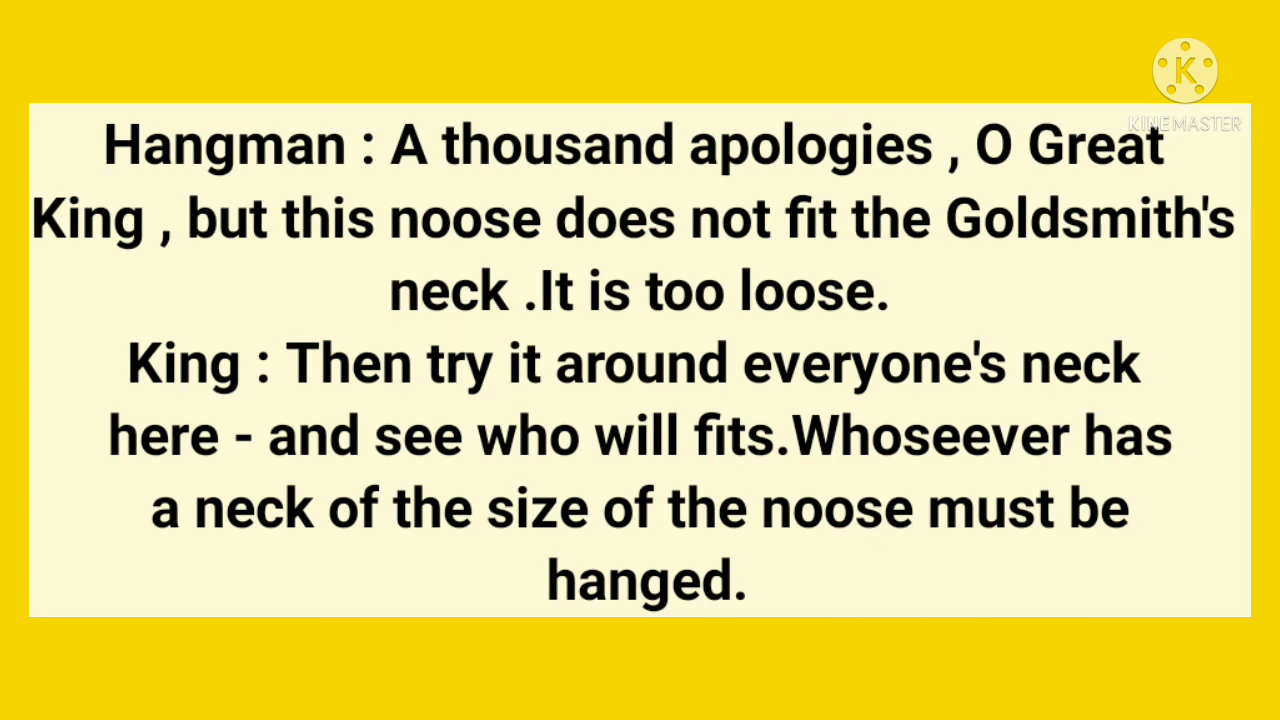 K
KINEMASTER
Hangman : A thousand apologies , O Great
King , but this noose does not fit the Goldsmith's
neck .It is too loose.
King : Then try it around everyone's neck
here - and see who will fits.Whoseever has
a neck of the size of the noose must be
hanged.